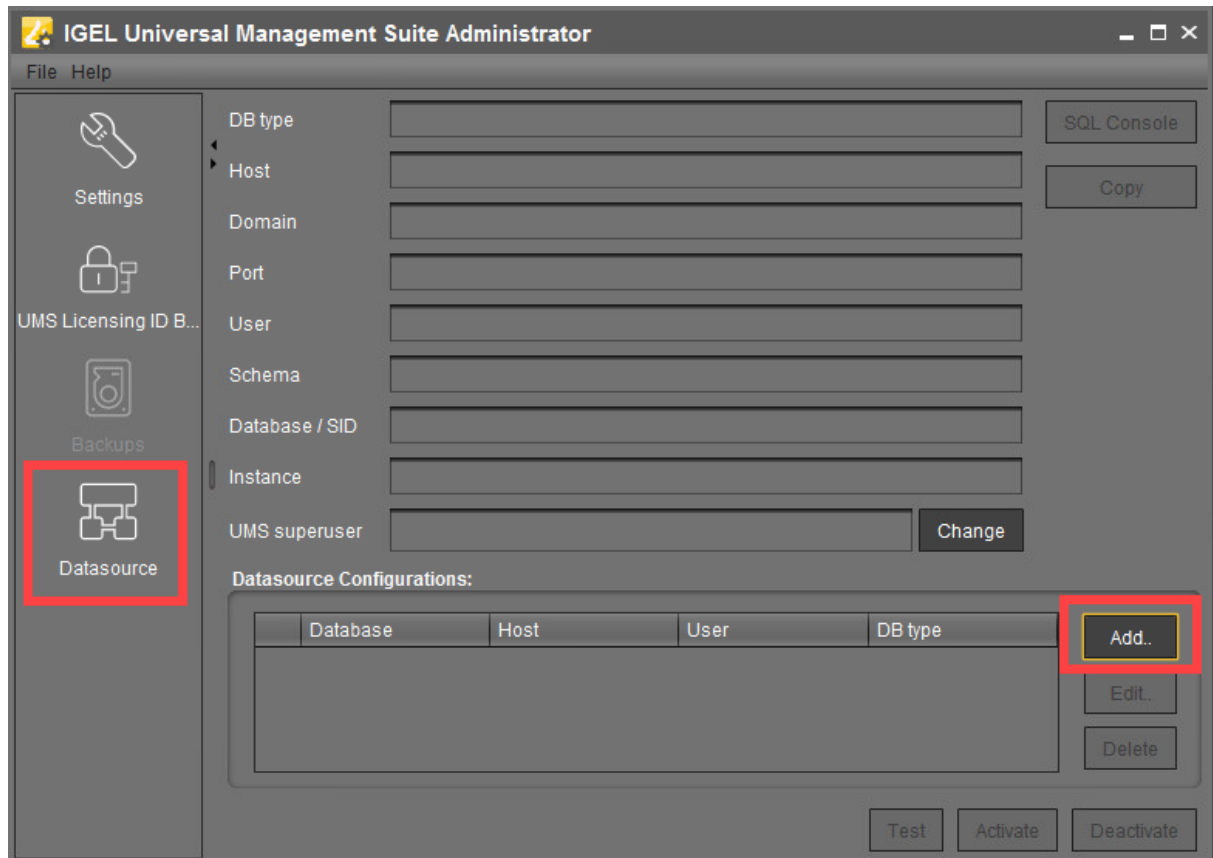 IGEL Universal Management Suite Administrator
File Help
Settings
UMS Licensing ID B...
Backups
Datasource
DB type
Host
Domain
Port
User
Schema
Database / SID
Instance
UMS superuser
Change
SQL Console
Copy
Datasource Configurations:
Database Host User DB type
Add..
Edit..
Delete
Test Activate Deactivate